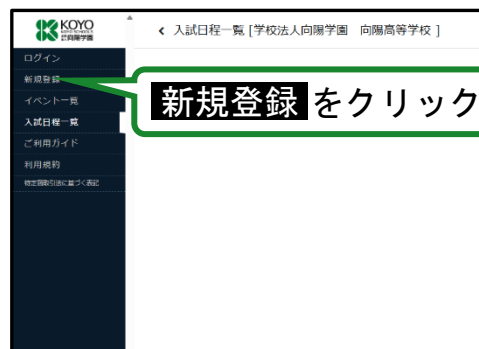 KOYO
向陽学園
入試日程一覧 [学校法人向陽学園 向陽高等学校 ]
ログイン
新規登録
イベント一覧
入試日程一覧
ご利用ガイド
利用規約
特定商取引法に基づく表記
新規登録 をクリック